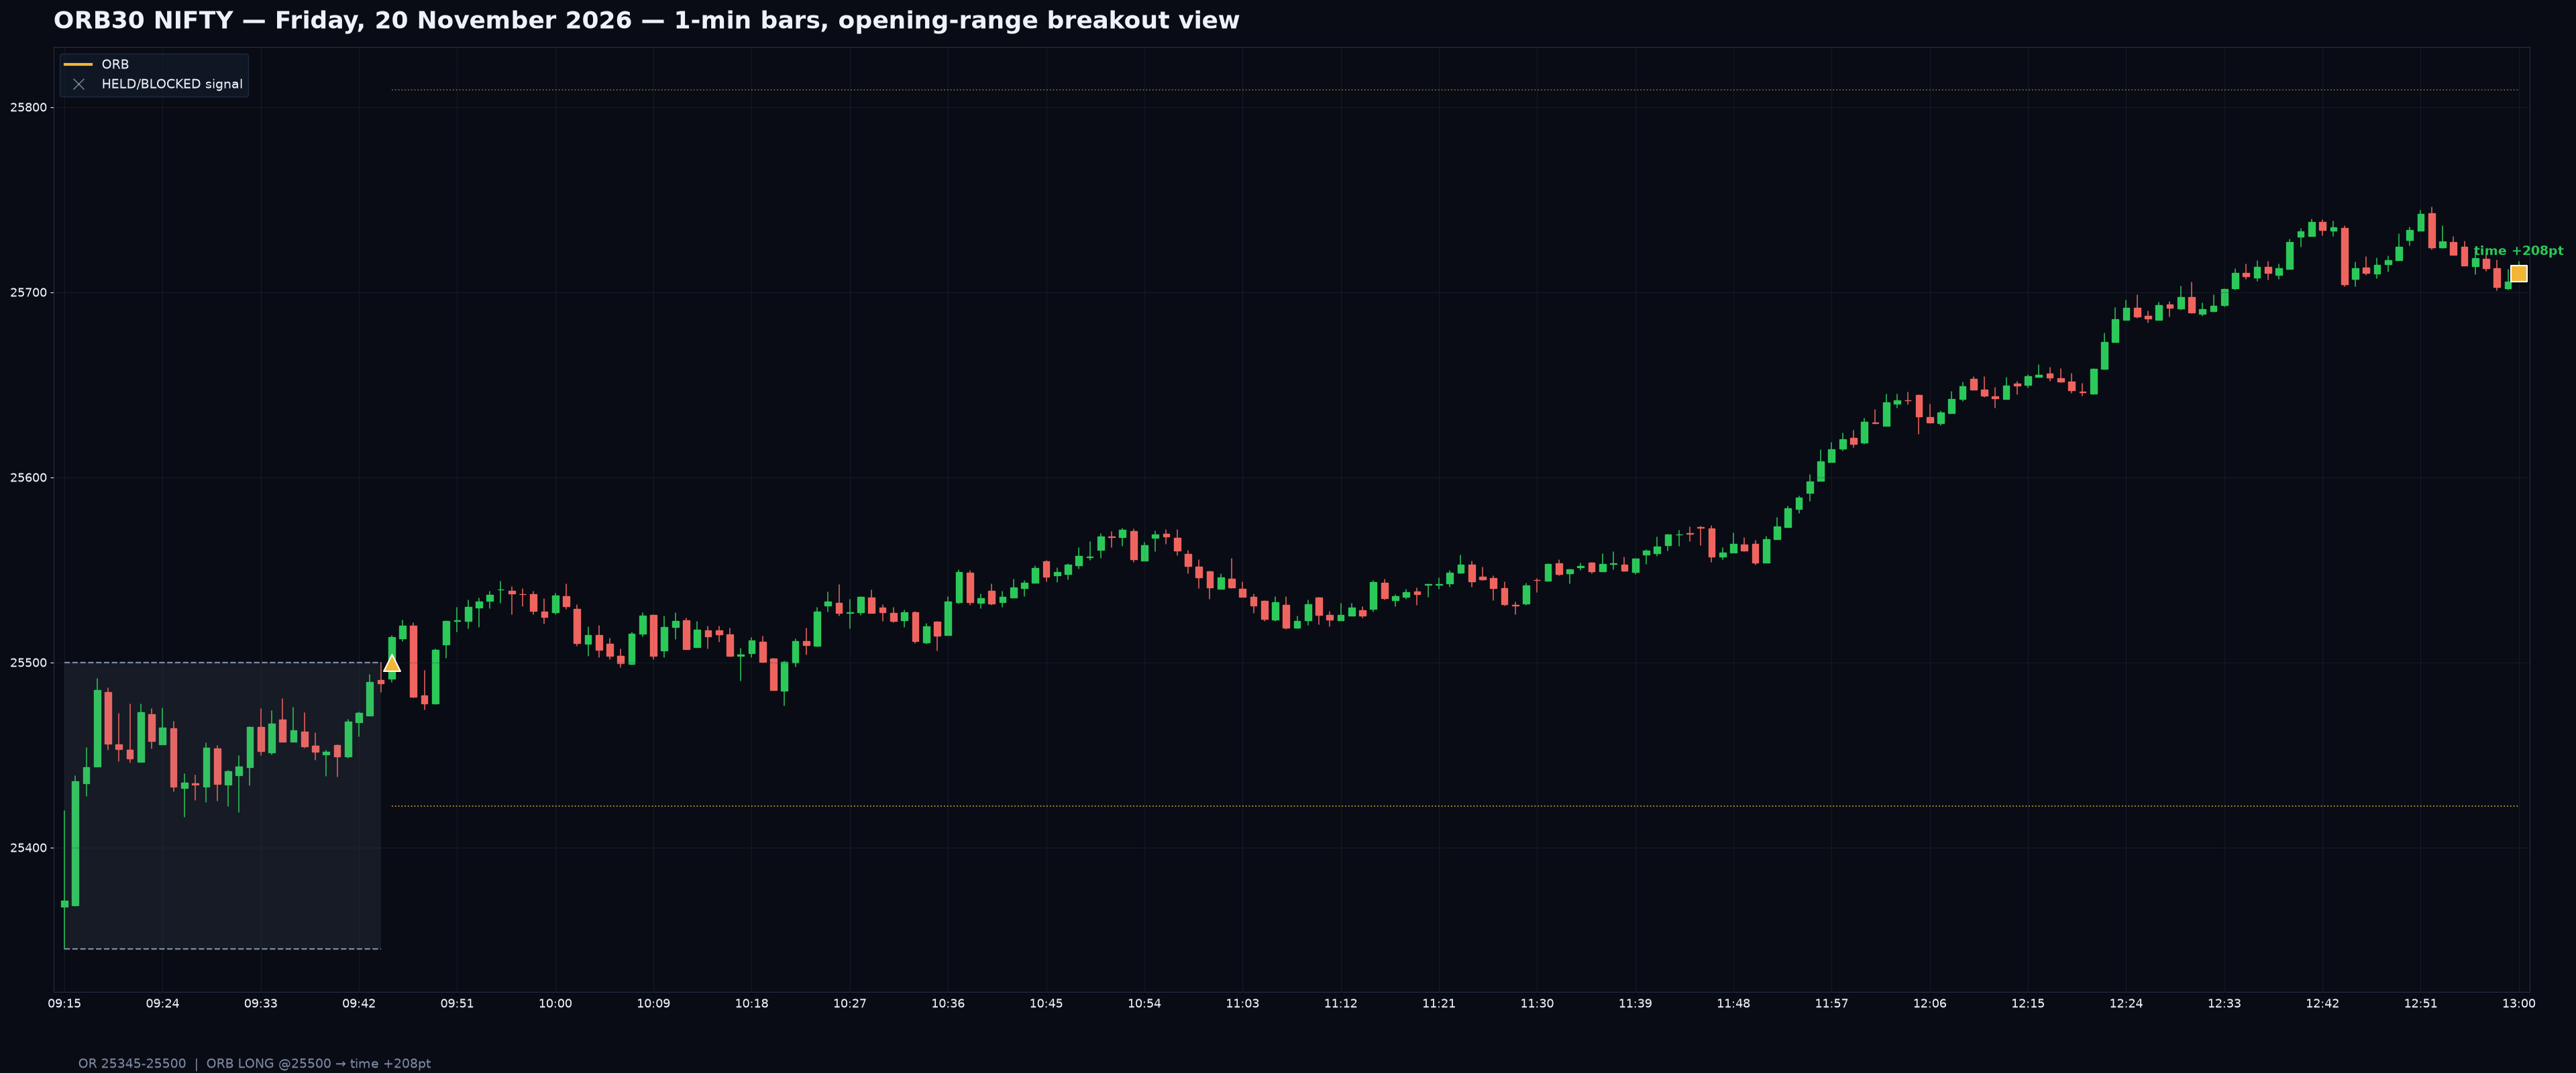 ORB30 NIFTY — Friday, 20 November 2026 — 1-min bars, opening-range breakout view
ORB
HELD/BLOCKED signal
25800
25700
25600
25500
25400
time +208pt
09:15 09:24 09:33 09:42 09:51 10:00 10:09 10:18 10:27 10:36 10:45 10:54 11:03 11:12 11:21 11:30 11:39 11:48 11:57 12:06 12:15 12:24 12:33 12:42 12:51 13:00
OR 25345-25500 | ORB LONG @25500 → time +208pt